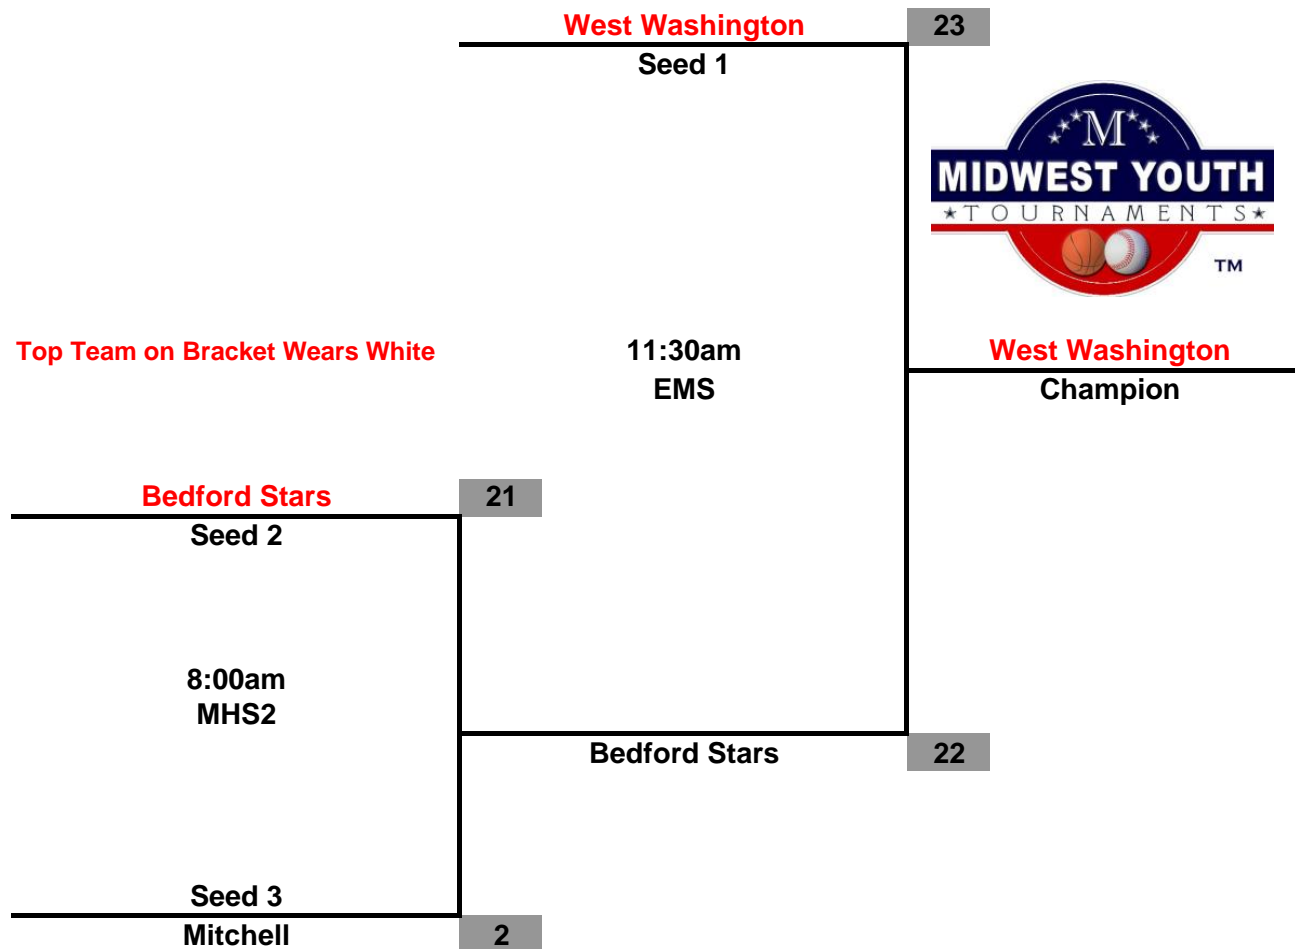 West Washington 23
Seed 1
M
MIDWEST YOUTH
TOURNAMENTS
TM
Top Team on Bracket Wears White 11:30am West Washington
EMS Champion
Bedford Stars 21
Seed 2
8:00am
MHS2
Bedford Stars 22
Seed 3
Mitchell 2